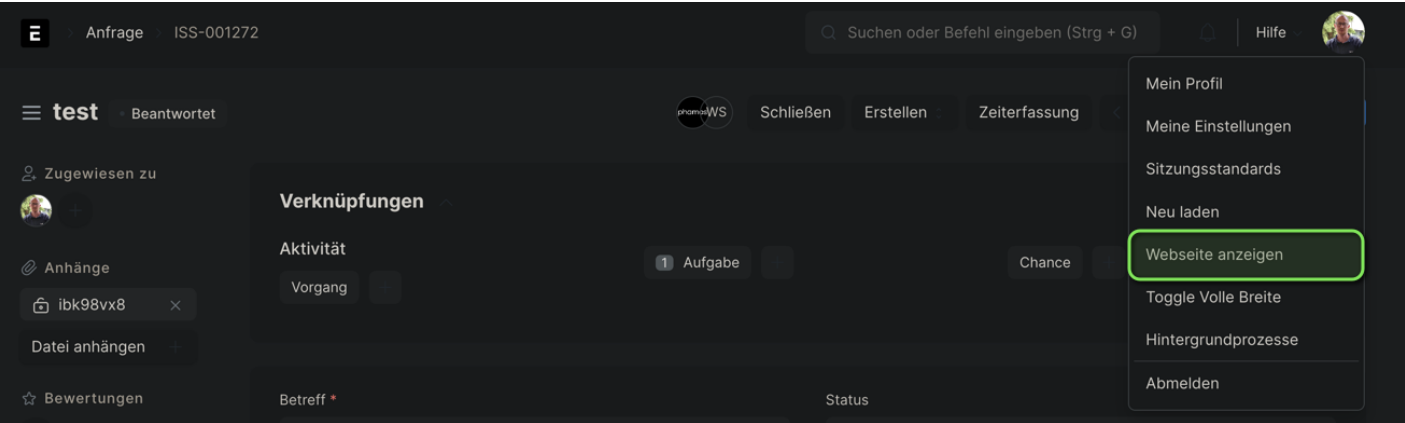 E Anfrage ISS-001272 Suchen oder Befehl eingeben (Strg + G) Hilfe
test Beantwortet phamos WS Schließen Erstellen Zeiterfassung
Zugewiesen zu
Anhänge
ibk98vx8
Datei anhängen
Bewertungen
Verknüpfungen
Aktivität
Vorgang
1 Aufgabe
Chance
Betreff *
Status
Mein Profil
Meine Einstellungen
Sitzungsstandards
Neu laden
Webseite anzeigen
Toggle Volle Breite
Hintergrundprozesse
Abmelden